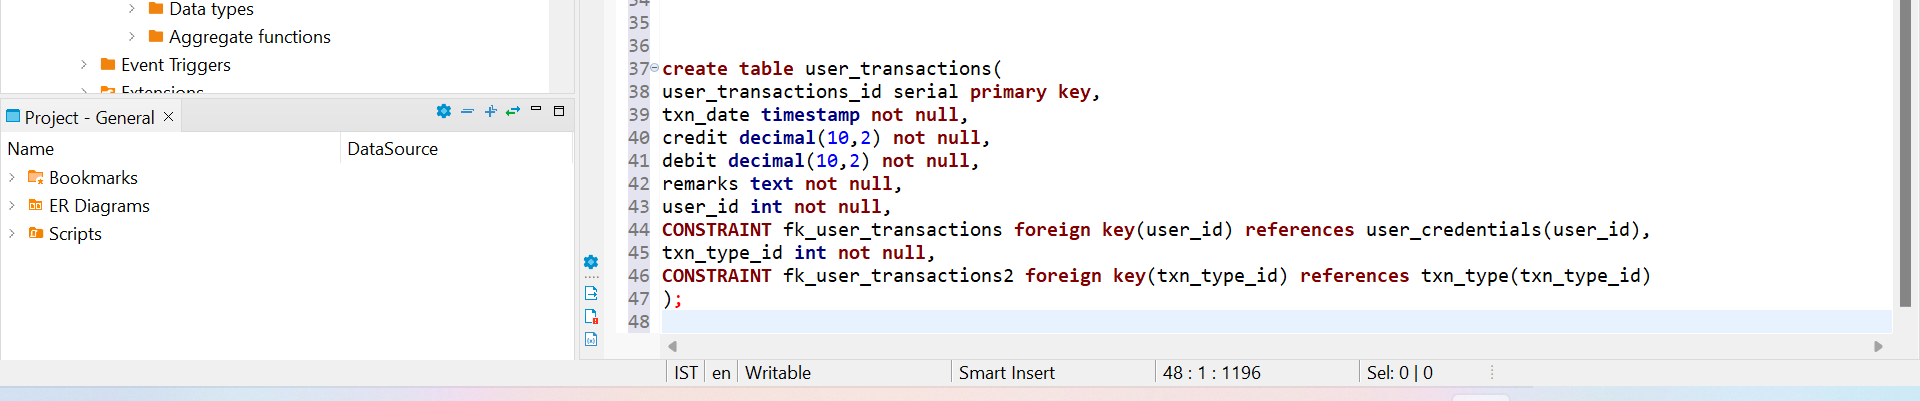 Data types
Aggregate functions
Event Triggers
Extensions
Project - General
Name DataSource
Bookmarks
ER Diagrams
Scripts
34
35
36
37 create table user_transactions(
38 user_transactions_id serial primary key,
39 txn_date timestamp not null,
40 credit decimal(10,2) not null,
41 debit decimal(10,2) not null,
42 remarks text not null,
43 user_id int not null,
44 CONSTRAINT fk_user_transactions foreign key(user_id) references user_credentials(user_id),
45 txn_type_id int not null,
46 CONSTRAINT fk_user_transactions2 foreign key(txn_type_id) references txn_type(txn_type_id)
47 );
48
IST en Writable Smart Insert 48 : 1 : 1196 Sel: 0 | 0